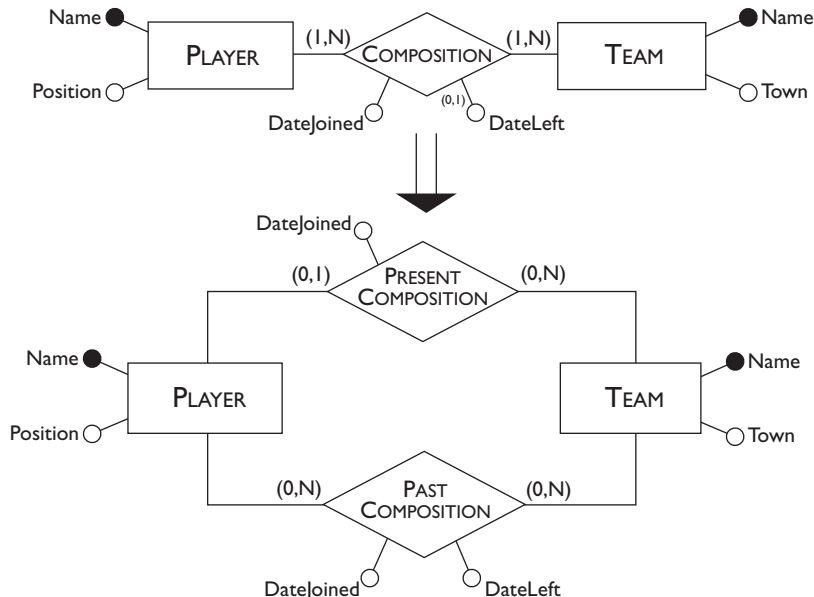 Name
Name
PLAYER
(1,N)
COMPOSITION
(1,N)
TEAM
Position
(0,1)
Town
DateJoined
DateLeft
DateJoined
(0,1)
PRESENT
COMPOSITION
(0,N)
Name
Name
PLAYER
TEAM
Position
Town
(0,N)
PAST
COMPOSITION
(0,N)
DateJoined
DateLeft